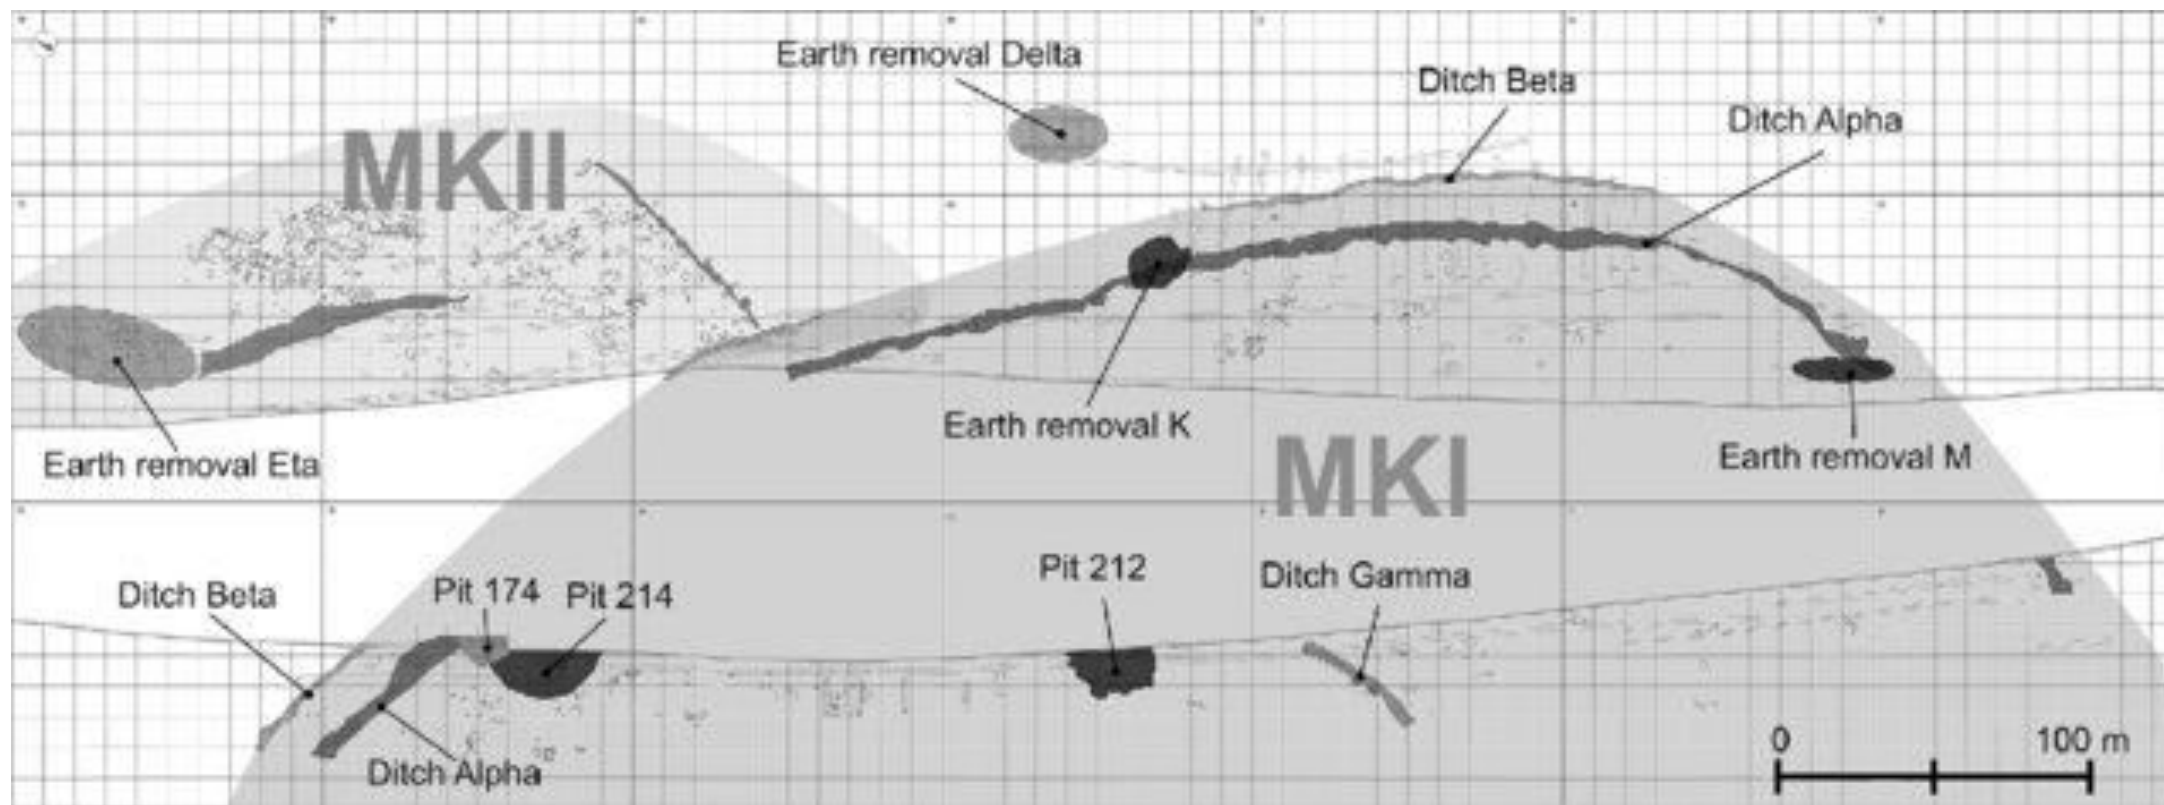 Earth removal Delta
Ditch Beta
Ditch Alpha
MKII
Earth removal K
Earth removal Eta
MKI
Earth removal M
Ditch Beta
Pit 174
Pit 214
Pit 212
Ditch Gamma
Ditch Alpha
0
100 m